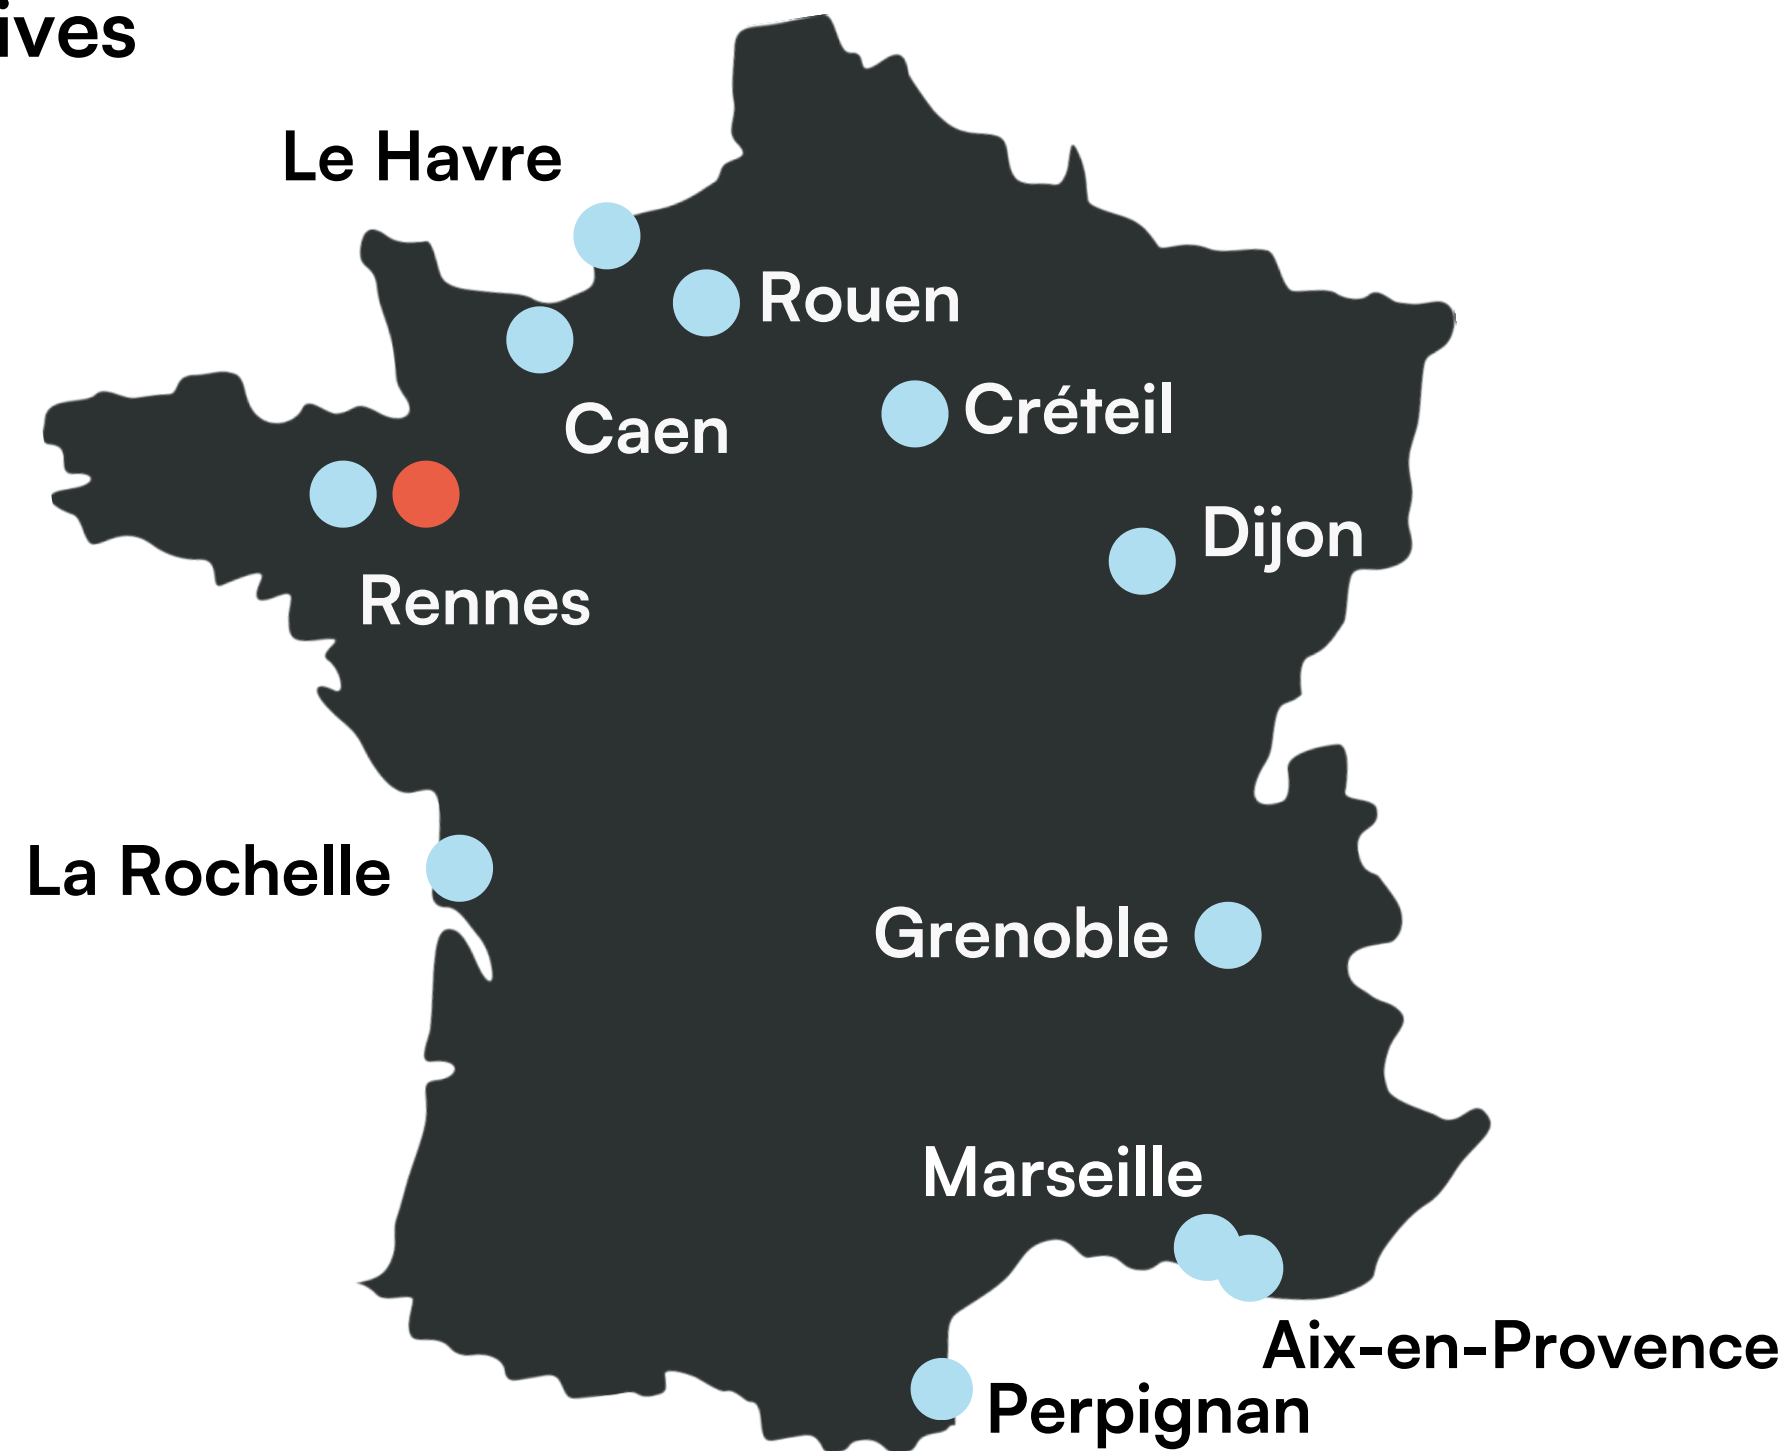 ives
Le Havre
Rouen
Créteil
Caen
Dijon
Rennes
La Rochelle
Grenoble
Marseille
Aix-en-Provence
Perpignan